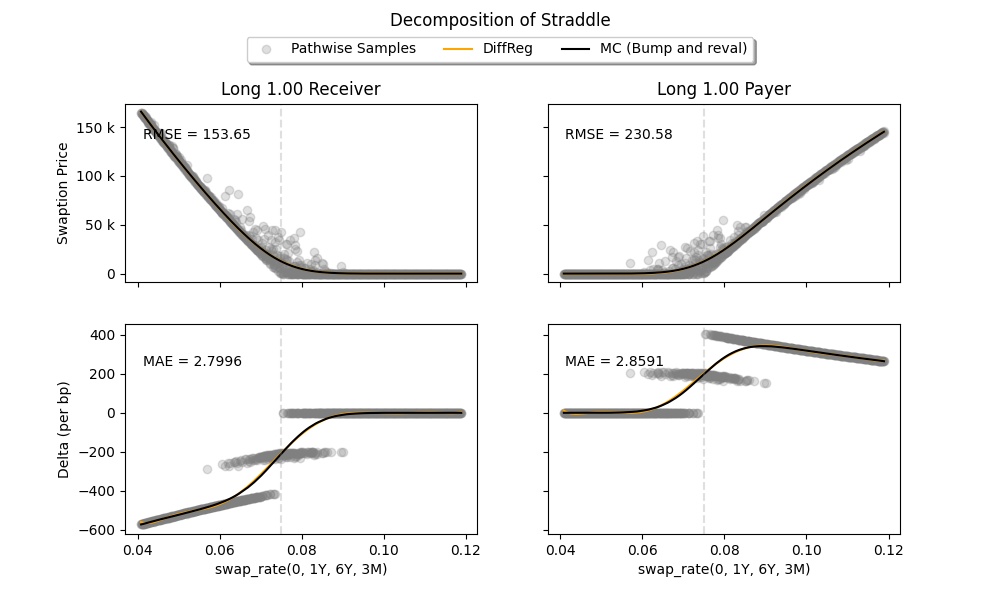 Decomposition of Straddle
Pathwise Samples DiffReg MC (Bump and reval)
Long 1.00 Receiver
Long 1.00 Payer
Swaption Price
150 k
100 k
50 k
0
RMSE = 153.65
RMSE = 230.58
Delta (per bp)
400
200
0
−200
−400
−600
MAE = 2.7996
MAE = 2.8591
0.04 0.06 0.08 0.10 0.12
0.04 0.06 0.08 0.10 0.12
swap_rate(0, 1Y, 6Y, 3M)
swap_rate(0, 1Y, 6Y, 3M)